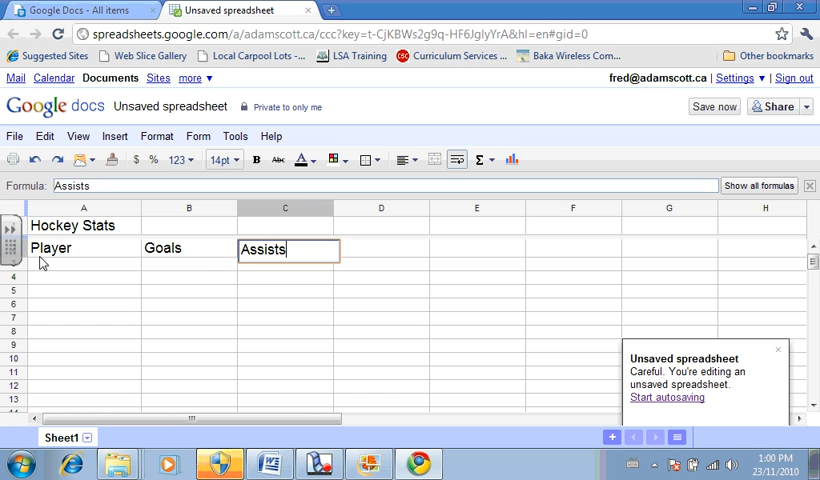 Google Docs - All items
Unsaved spreadsheet
spreadsheets.google.com/a/adamscott.ca/ccc?key=t-CjKBWs2g9q-HF6JglyYrA&hl=en#gid=0
Suggested Sites
Web Slice Gallery
Local Carpool Lots -...
LSA Training
Curriculum Services ...
Baka Wireless Com...
Other bookmarks
Mail Calendar Documents Sites more ▼
fred@adamscott.ca | Settings ▼ | Sign out
Google docs Unsaved spreadsheet Private to only me
Save now Share
File Edit View Insert Format Form Tools Help
$ % 123 14pt B Abc A Σ
Formula: Assists Show all formulas
A B C D E F G H
Hockey Stats
Player Goals Assists
4
5
6
7
8
9
10
11
12
13
Unsaved spreadsheet
Careful. You're editing an
unsaved spreadsheet.
Start autosaving
Sheet1
1:00 PM
23/11/2010